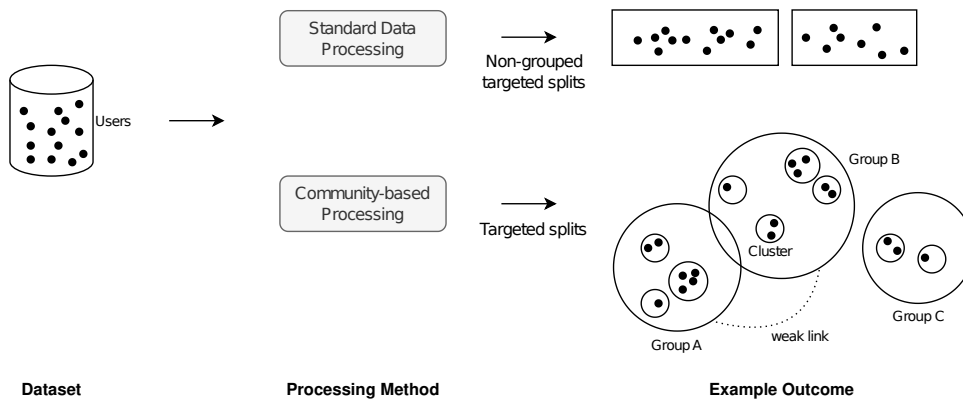 Standard Data
Processing
Non-grouped
targeted splits
Users
Community-based
Processing
Targeted splits
Group B
Cluster
Group A
weak link
Group C
Dataset
Processing Method
Example Outcome